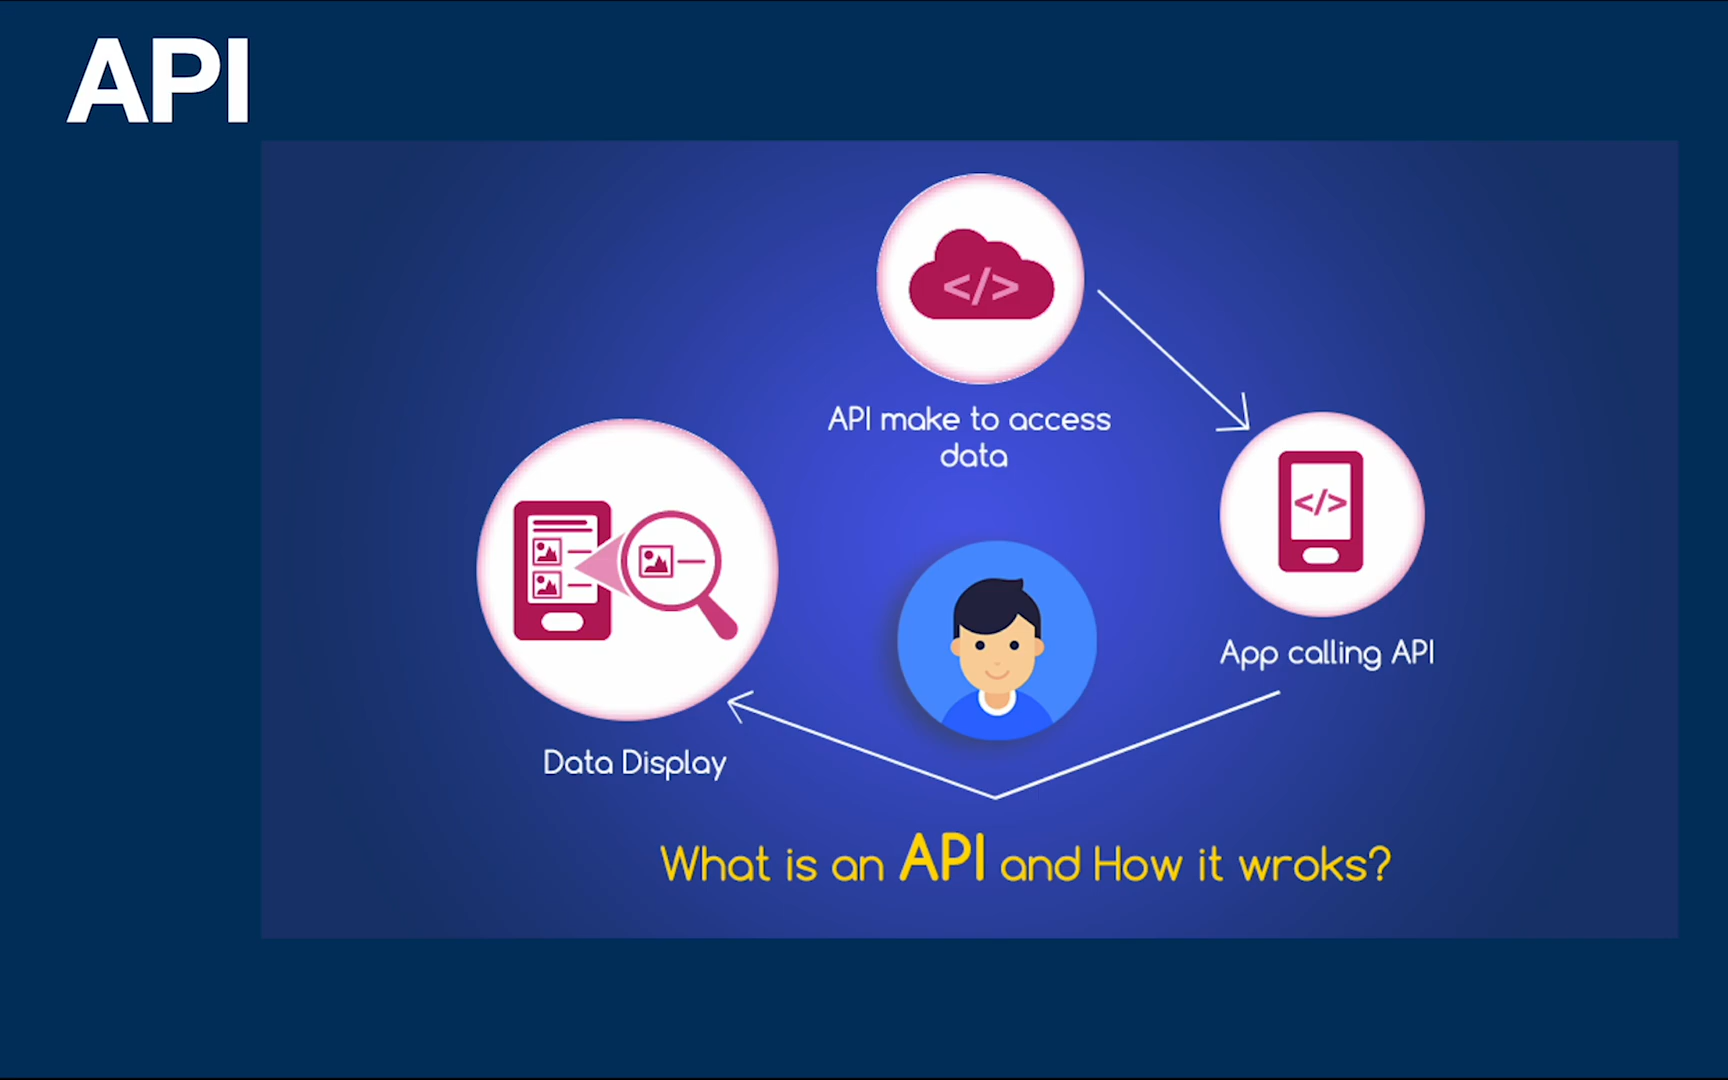 API
</>
API make to access
data
</>
App calling API
Data Display
What is an API and How it wroks?